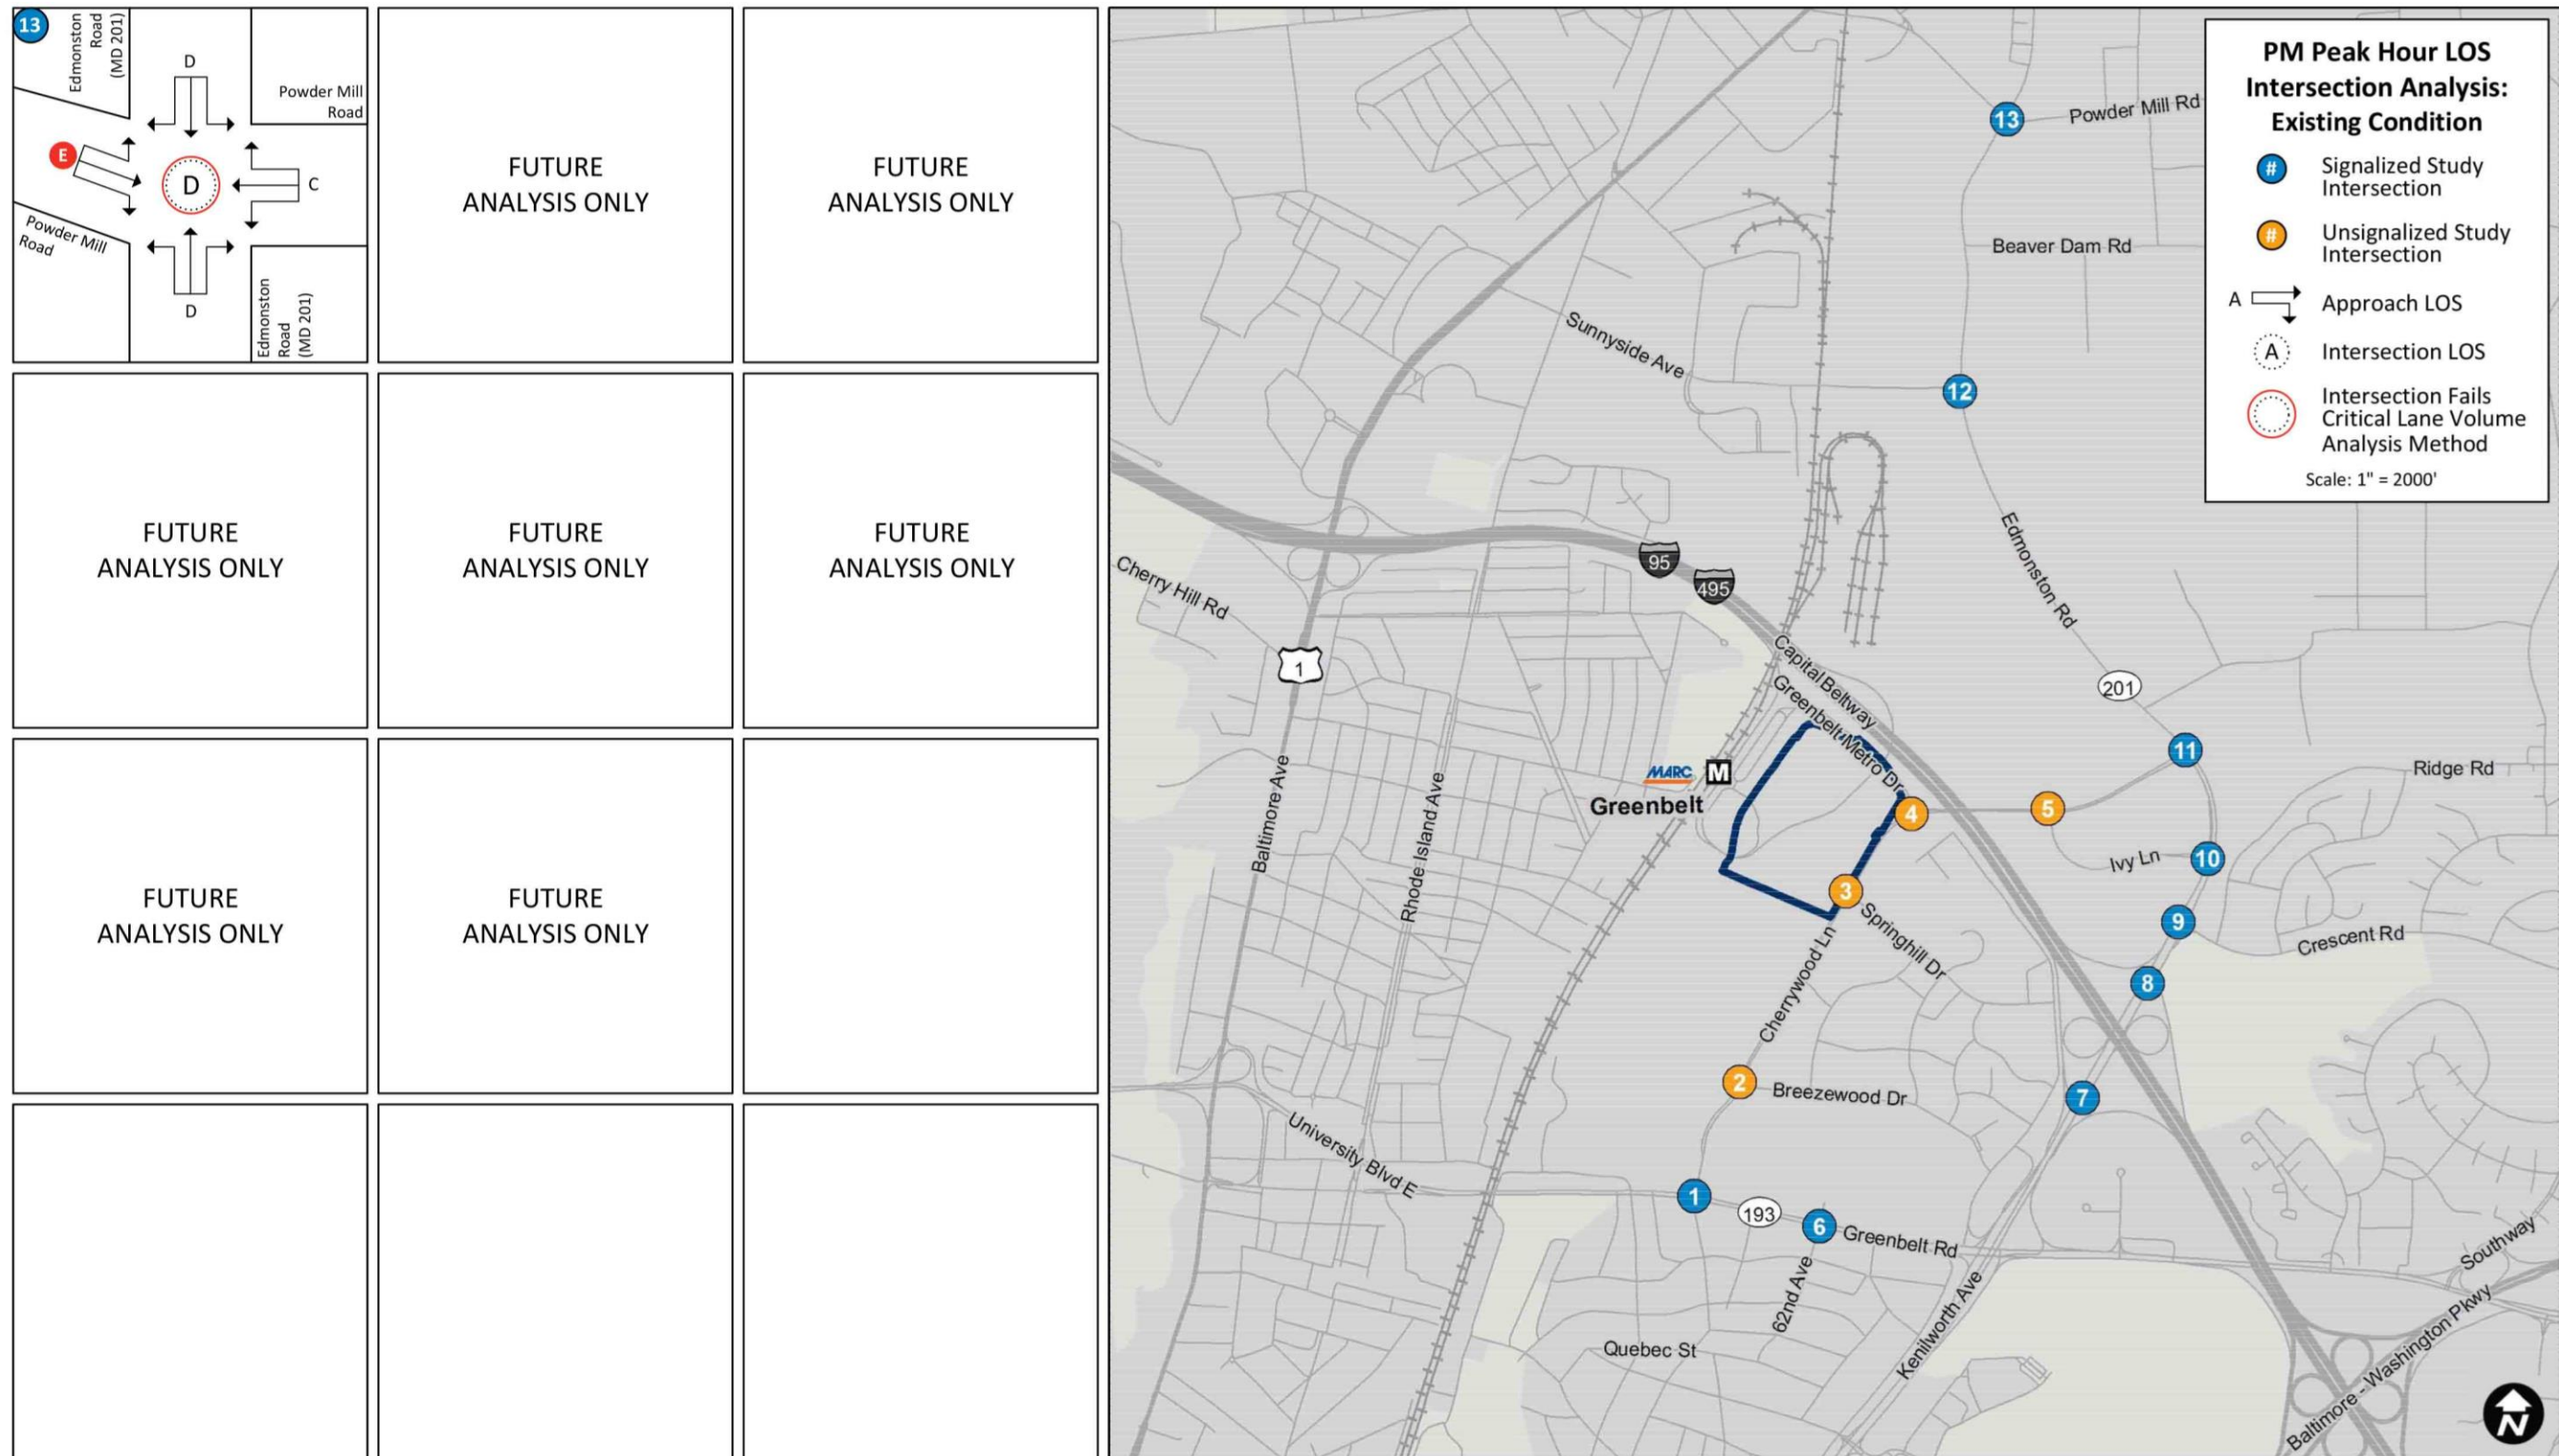 13
Edmonston
Road
(MD 201)
D
Powder Mill
Road
E
D
C
Powder Mill
Road
D
Edmonston
Road
(MD 201)
FUTURE
ANALYSIS ONLY
FUTURE
ANALYSIS ONLY
FUTURE
ANALYSIS ONLY
FUTURE
ANALYSIS ONLY
FUTURE
ANALYSIS ONLY
FUTURE
ANALYSIS ONLY
FUTURE
ANALYSIS ONLY
PM Peak Hour LOS
Intersection Analysis:
Existing Condition
#
Signalized Study
Intersection
#
Unsignalized Study
Intersection
A
Approach LOS
A
Intersection LOS
Intersection Fails
Critical Lane Volume
Analysis Method
Scale: 1" = 2000'
13
Powder Mill Rd
Beaver Dam Rd
Sunnyside Ave
12
Edmonston Rd
95
495
Cherry Hill Rd
1
Capital Beltway
Greenbelt Metro Dr
201
11
Ridge Rd
MARC
M
Greenbelt
4
5
Baltimore Ave
Rhode Island Ave
Ivy Ln
10
3
Springhill Dr
9
Crescent Rd
Cherrywood Ln
8
2
Breezewood Dr
7
University Blvd E
1
193
6
Greenbelt Rd
Southway
62nd Ave
Kenilworth Ave
Quebec St
Baltimore - Washington Pkwy
N